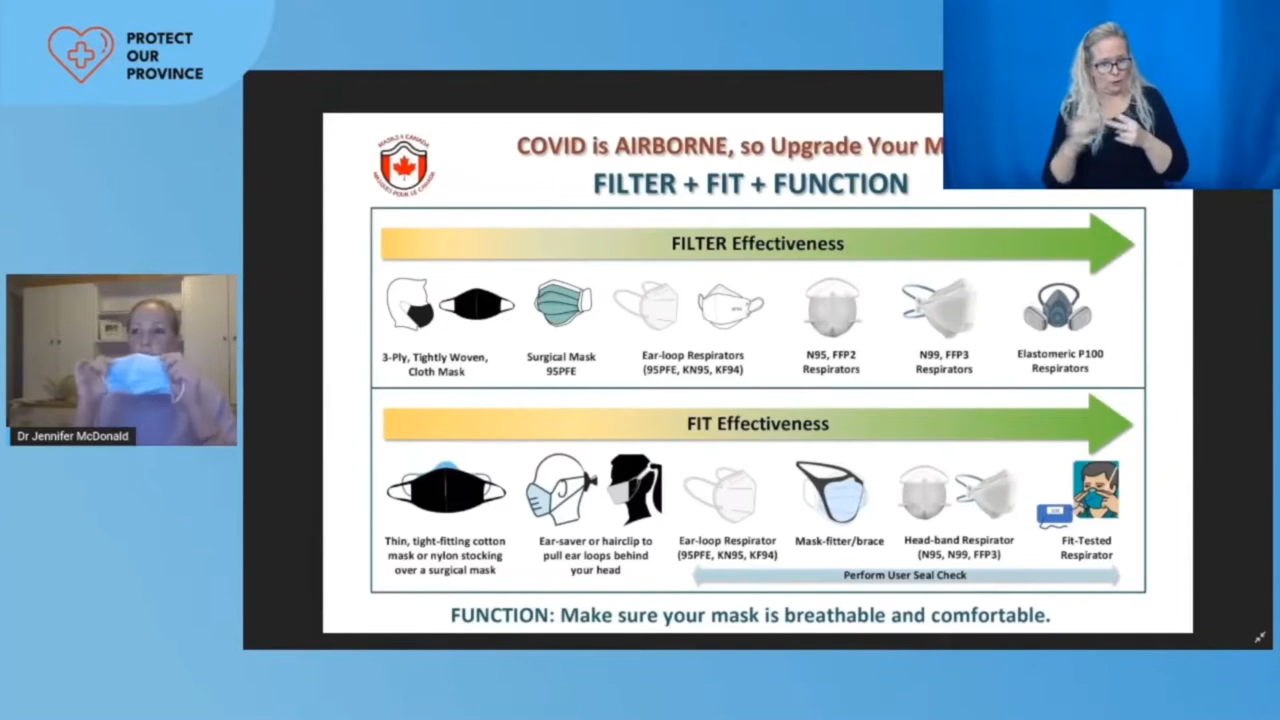 PROTECT
OUR
PROVINCE
COVID is AIRBORNE, so Upgrade Your
FILTER + FIT + FUNCTION
FILTER Effectiveness
3-Ply, Tightly Woven,
Cloth Mask
Surgical Mask
95PFE
Ear-loop Respirators
(95PFE, KN95, KF94)
N95, FFP2
Respirators
N99, FFP3
Respirators
Elastomeric P100
Respirators
FIT Effectiveness
Thin, tight-fitting cotton
mask or nylon stocking
over a surgical mask
Ear-saver or hairclip to
pull ear loops behind
your head
Ear-loop Respirator
(95PFE, KN95, KF94)
Mask-fitter/brace
Head-band Respirator
(N95, N99, FFP3)
Fit-Tested
Respirator
Perform User Seal Check
FUNCTION: Make sure your mask is breathable and comfortable.
Dr Jennifer McDonald